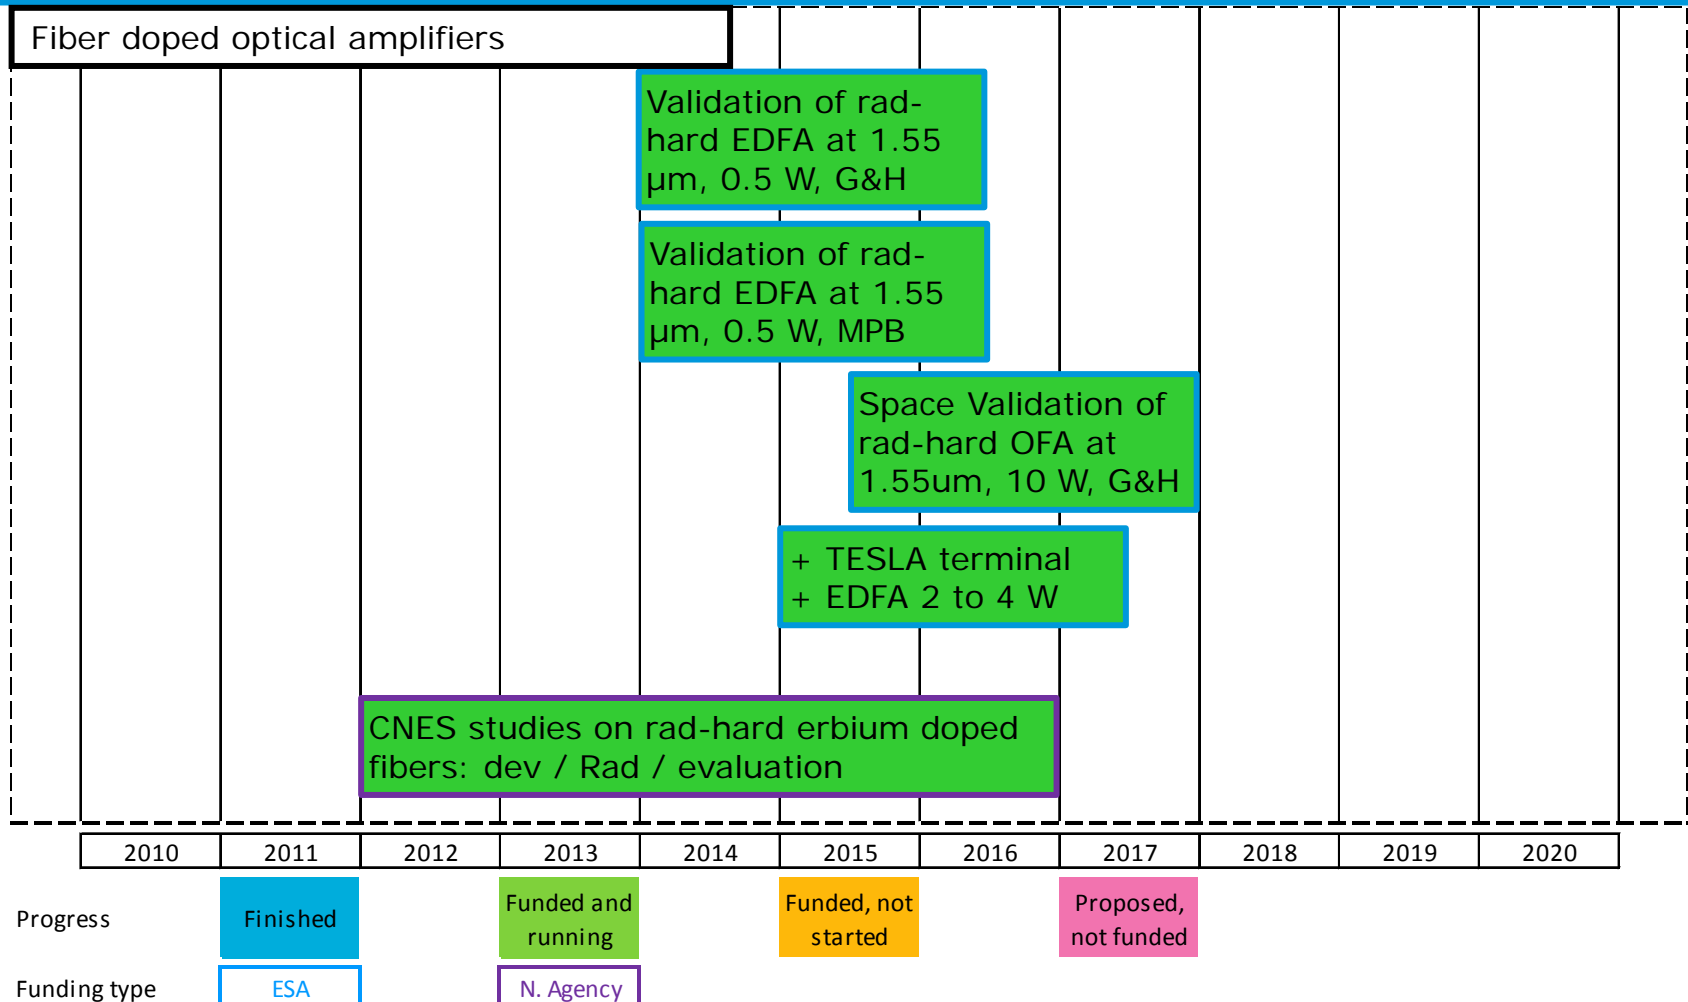 Fiber doped optical amplifiers
Validation of rad-
hard EDFA at 1.55
µm, 0.5 W, G&H
Validation of rad-
hard EDFA at 1.55
µm, 0.5 W, MPB
Space Validation of
rad-hard OFA at
1.55um, 10 W, G&H
+ TESLA terminal
+ EDFA 2 to 4 W
CNES studies on rad-hard erbium doped
fibers: dev / Rad / evaluation
2010 2011 2012 2013 2014 2015 2016 2017 2018 2019 2020
Progress
Finished
Funded and
running
Funded, not
started
Proposed,
not funded
Funding type
ESA
N. Agency